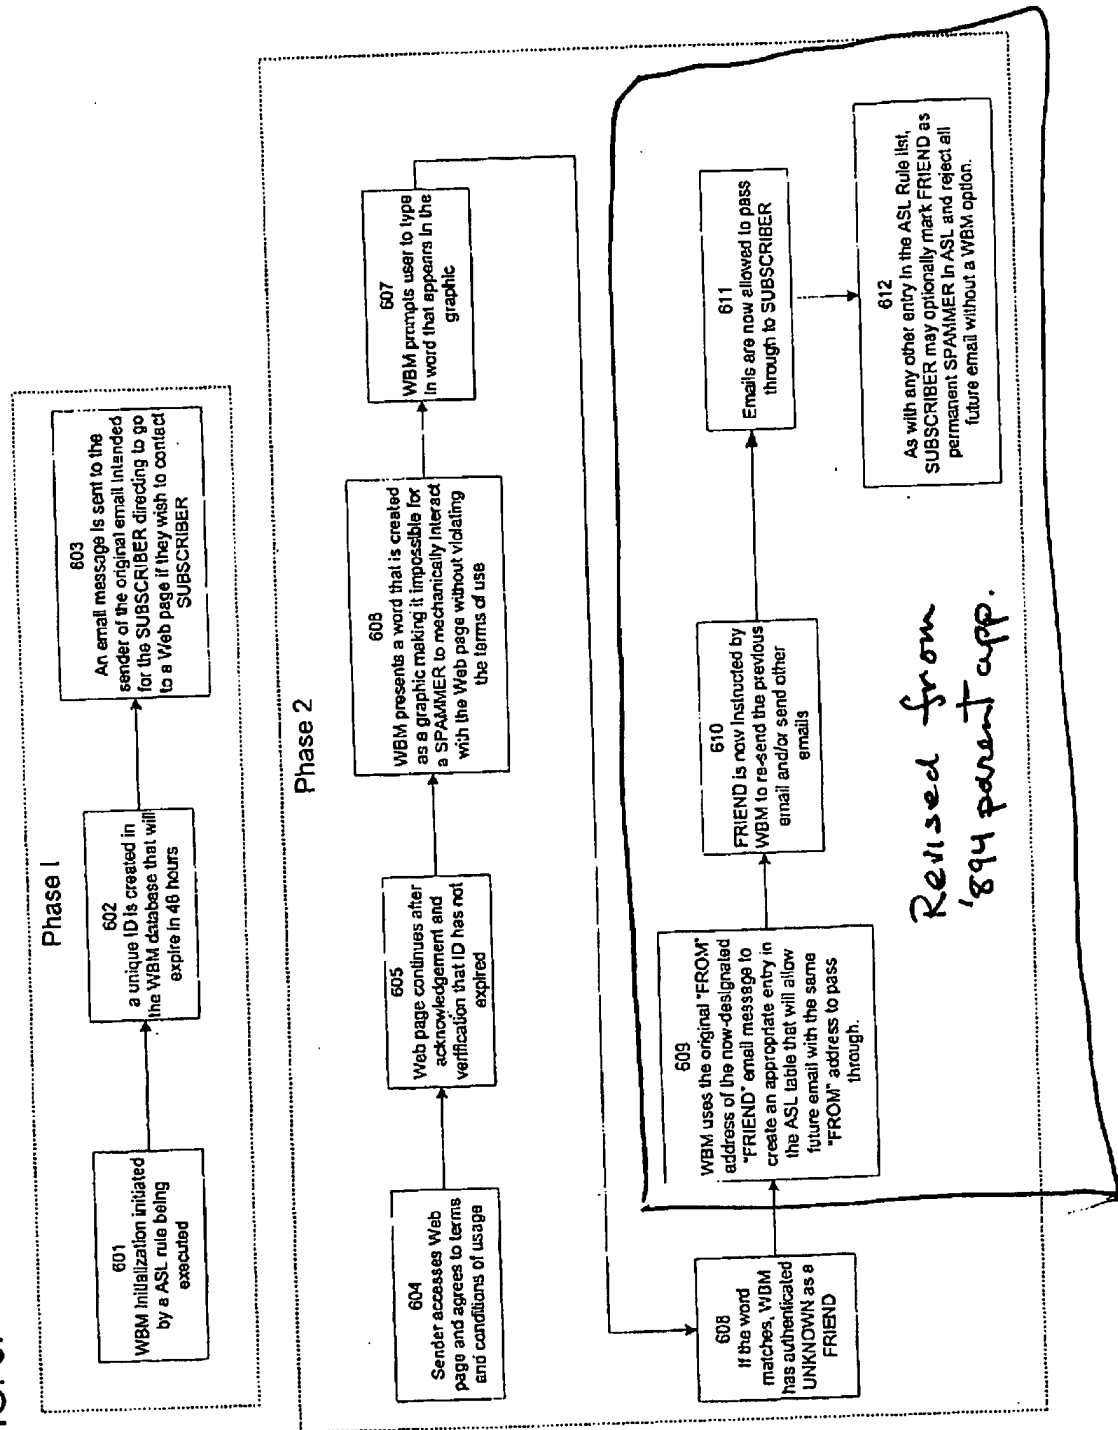 Phase I
601
WBM Initialization initiated
by a ASL rule being
executed
602
a unique ID is created in
the WBM database that will
expire in 48 hours
603
An email message is sent to the
sender of the original email Intended
for the SUBSCRIBER directing to go
to a Web page if they wish to contact
SUBSCRIBER
Phase 2
604
Sender accesses Web
page and agrees to terms
and conditions of usage
605
Web page continues after
acknowledgement and
verification that ID has not
expired
606
WBM presents a word that is created
as a graphic making it impossible for
a SPAMMER to mechanically Interact
with the Web page without violating
the terms of use
607
WBM prompts user to type
In word that appears In the
graphic
608
If the word
matches, WBM
has authenticated
UNKNOWN as a
FRIEND
609
WBM uses the original "FROM"
address of the now-designated
"FRIEND" email message to
create an appropriate entry in
the ASL table that will allow
future email with the same
"FROM" address to pass
through.
610
FRIEND is now Instructed by
WBM to re-send the previous
email and/or send other
emails
611
Emails are now allowed to pass
through to SUBSCRIBER
612
As with any other entry In the ASL Rule list,
SUBSCRIBER may optionally mark FRIEND as
permanent SPAMMER In ASL and reject all
future email without a WBM option.
Revised from
'894 parent app.